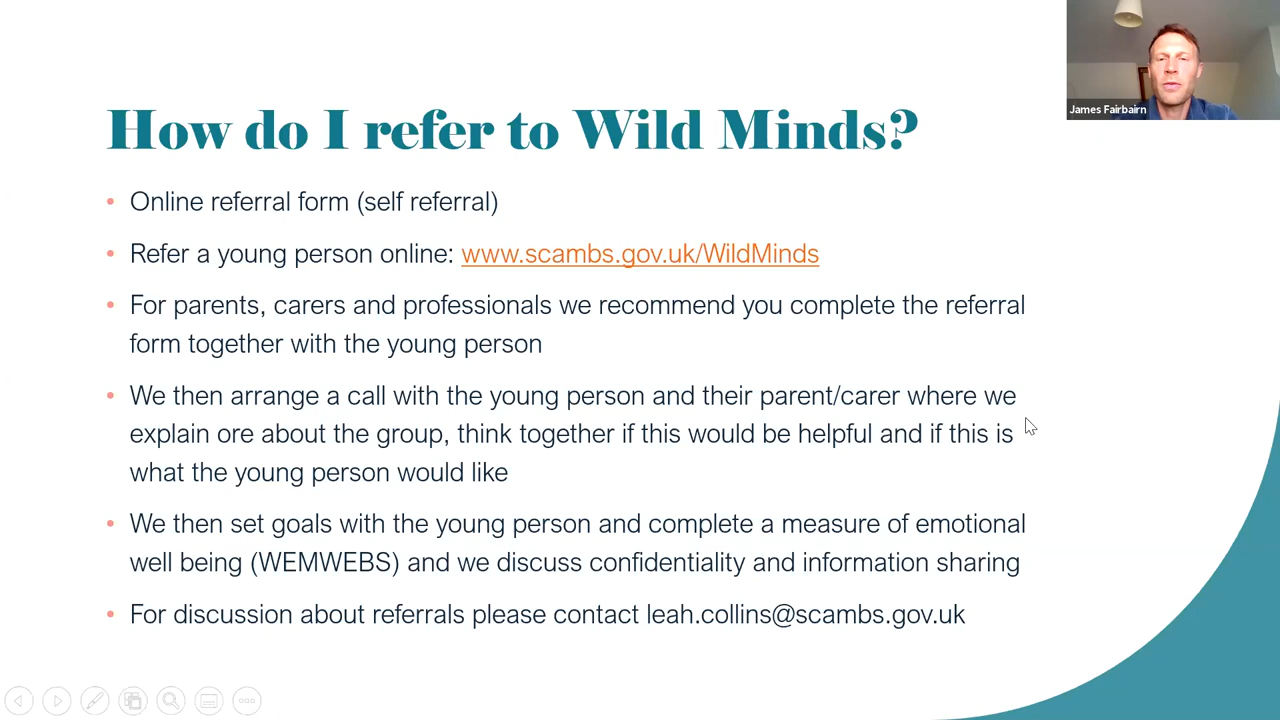 How do I refer to Wild Minds?
James Fairbairn
• Online referral form (self referral)
• Refer a young person online: www.scambs.gov.uk/WildMinds
• For parents, carers and professionals we recommend you complete the referral
form together with the young person
• We then arrange a call with the young person and their parent/carer where we
explain ore about the group, think together if this would be helpful and if this is
what the young person would like
• We then set goals with the young person and complete a measure of emotional
well being (WEMWEBS) and we discuss confidentiality and information sharing
• For discussion about referrals please contact leah.collins@scambs.gov.uk